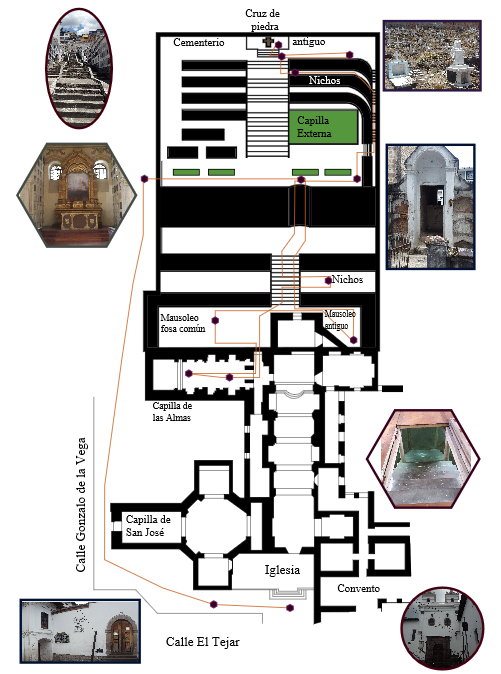 Cruz de
piedra
Cementerio
antiguo
Nichos
Capilla
Externa
Nichos
Mausoleo
fosa común
Mausoleo
antiguo
Capilla de
las Almas
Calle Gonzalo de la Vega
Capilla de
San José
Iglesia
Convento
Calle El Tejar